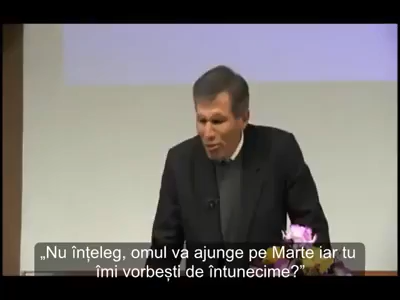 „Nu înțeleg, omul va ajunge pe Marte iar tu
îmi vorbești de întunecime?”